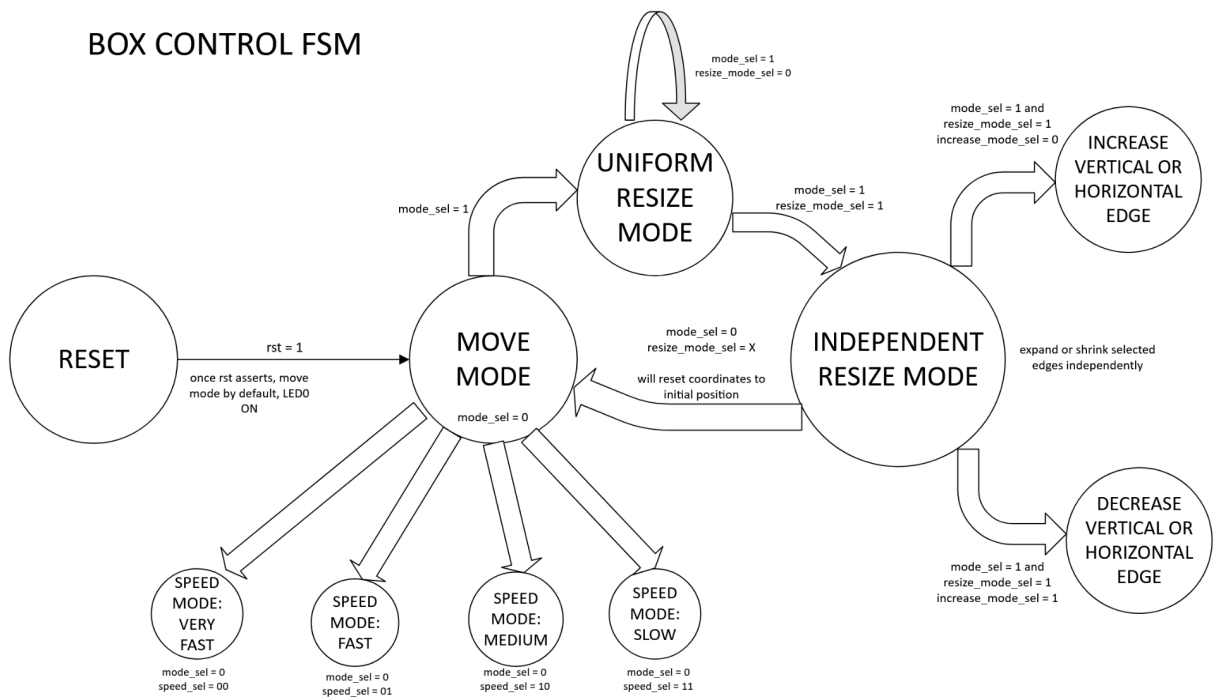 BOX CONTROL FSM
mode_sel = 1
resize_mode_sel = 0
UNIFORM
RESIZE
MODE
mode_sel = 1
mode_sel = 1
resize_mode_sel = 1
mode_sel = 1 and
resize_mode_sel = 1
increase_mode_sel = 0
INCREASE
VERTICAL OR
HORIZONTAL
EDGE
RESET
rst = 1
once rst asserts, move
mode by default, LED0
ON
MOVE
MODE
mode_sel = 0
mode_sel = 0
resize_mode_sel = X
will reset coordinates to
initial position
INDEPENDENT
RESIZE MODE
expand or shrink selected
edges independently
DECREASE
VERTICAL OR
HORIZONTAL
EDGE
mode_sel = 1 and
resize_mode_sel = 1
increase_mode_sel = 1
SPEED
MODE:
VERY
FAST
mode_sel = 0
speed_sel = 00
SPEED
MODE:
FAST
mode_sel = 0
speed_sel = 01
SPEED
MODE:
MEDIUM
mode_sel = 0
speed_sel = 10
SPEED
MODE:
SLOW
mode_sel = 0
speed_sel = 11